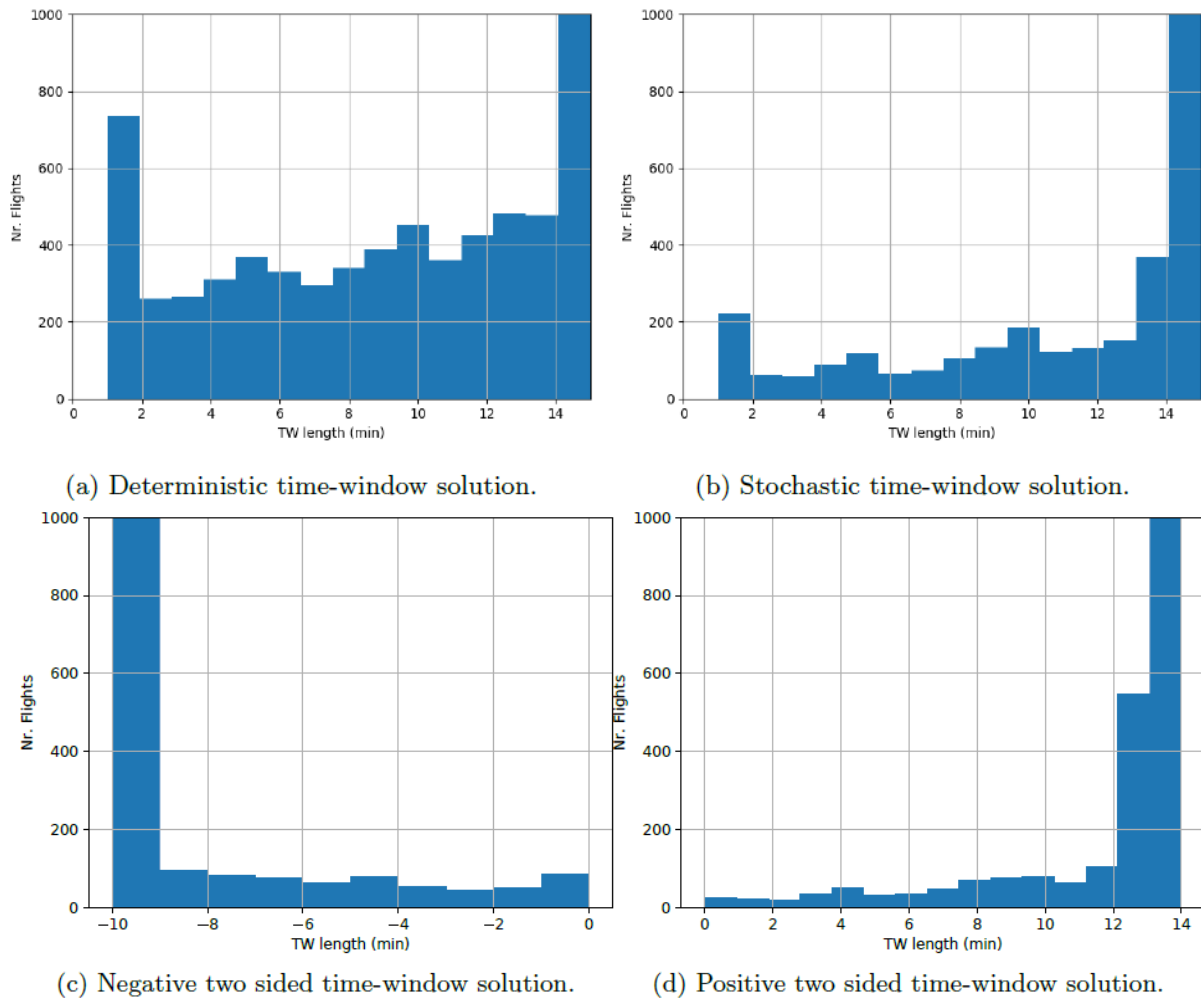 1000
800
600
400
200
0
Nr. Flights
0 2 4 6 8 10 12 14
TW length (min)
(a) Deterministic time-window solution.
1000
800
600
400
200
0
Nr. Flights
0 2 4 6 8 10 12 14
TW length (min)
(b) Stochastic time-window solution.
1000
800
600
400
200
0
Nr. Flights
−10 −8 −6 −4 −2 0
TW length (min)
(c) Negative two sided time-window solution.
1000
800
600
400
200
0
Nr. Flights
0 2 4 6 8 10 12 14
TW length (min)
(d) Positive two sided time-window solution.